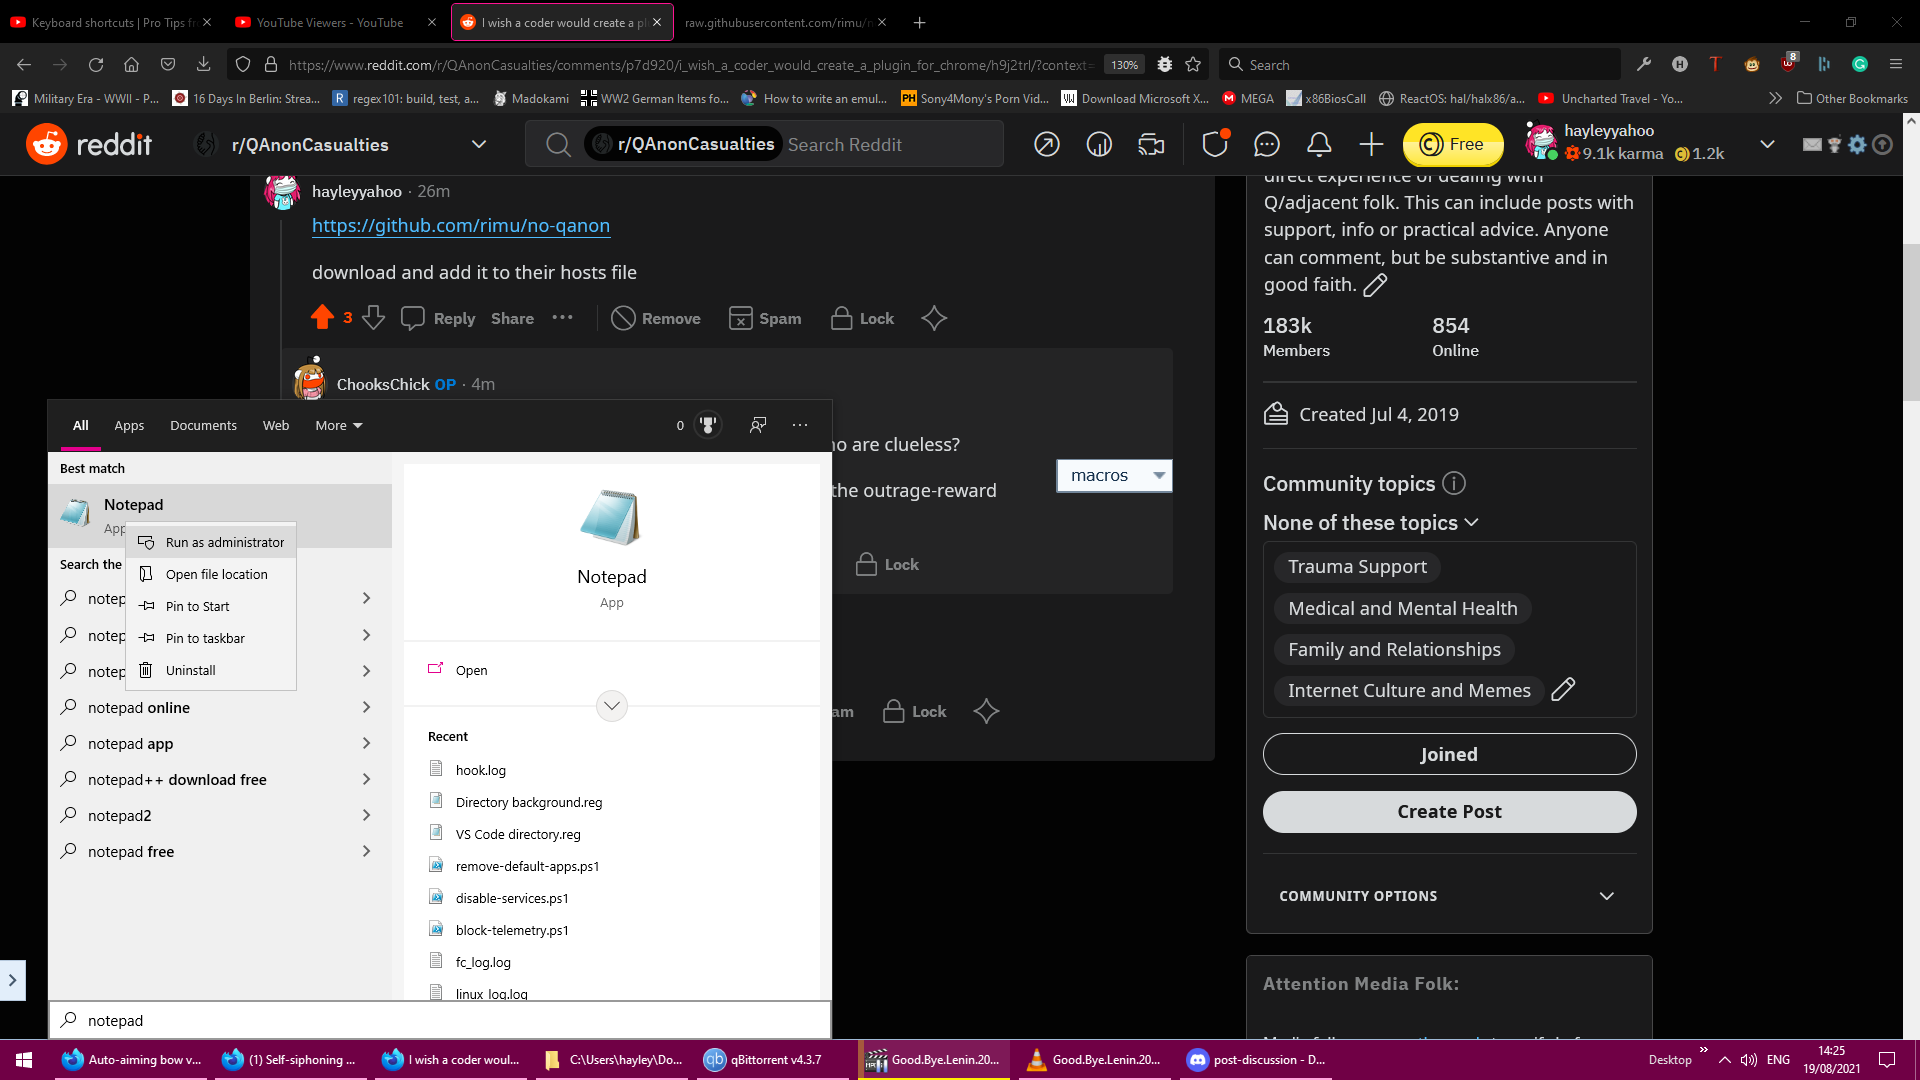 Keyboard shortcuts | Pro Tips fr
YouTube Viewers - YouTube
I wish a coder would create a pl
raw.githubusercontent.com/rimu/n
https://www.reddit.com/r/QAnonCasualties/comments/p7d920/i_wish_a_coder_would_create_a_plugin_for_chrome/h9j2trl/?context=
130%
Search
8
Military Era - WWII - P...
16 Days In Berlin: Strea...
regex101: build, test, a...
Madokami
WW2 German Items fo...
How to write an emul...
Sony4Mony's Porn Vid...
Download Microsoft X...
MEGA
x86BiosCall
ReactOS: hal/halx86/a...
Uncharted Travel - Yo...
Other Bookmarks
reddit
r/QAnonCasualties
r/QAnonCasualties
Search Reddit
Free
hayleyyahoo
9.1k karma
1.2k
hayleyyahoo · 26m
https://github.com/rimu/no-qanon
download and add it to their hosts file
3
Reply
Share
Remove
Spam
Lock
ChooksChick OP · 4m
o are clueless?
the outrage-reward
macros
Lock
am
Lock
direct experience of dealing with
Q/adjacent folk. This can include posts with
support, info or practical advice. Anyone
can comment, but be substantive and in
good faith.
183k
Members
854
Online
Created Jul 4, 2019
Community topics
None of these topics
Trauma Support
Medical and Mental Health
Family and Relationships
Internet Culture and Memes
Joined
Create Post
COMMUNITY OPTIONS
Attention Media Folk:
All
Apps
Documents
Web
More
0
Best match
Notepad
App
Run as administrator
Open file location
Pin to Start
Pin to taskbar
Uninstall
Search the
notep
notep
notep
notepad online
notepad app
notepad++ download free
notepad2
notepad free
Notepad
App
Open
Recent
hook.log
Directory background.reg
VS Code directory.reg
remove-default-apps.ps1
disable-services.ps1
block-telemetry.ps1
fc_log.log
linux_log.log
notepad
Auto-aiming bow v...
(1) Self-siphoning ...
I wish a coder woul...
C:\Users\hayley\Do...
qBittorrent v4.3.7
Good.Bye.Lenin.20...
Good.Bye.Lenin.20...
post-discussion - D...
Desktop
ENG
14:25
19/08/2021